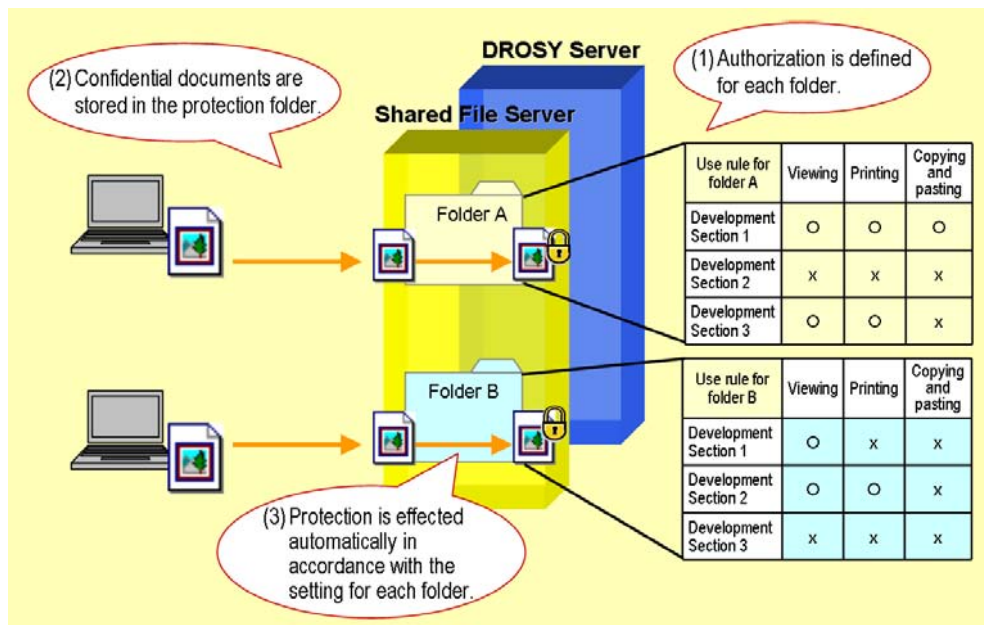 DROSY Server
(1) Authorization is defined
for each folder.
(2) Confidential documents are
stored in the protection folder.
Shared File Server
Folder A
Use rule for
folder A
Viewing
Printing
Copying
and
pasting
Development
Section 1
O
O
O
Development
Section 2
x
x
x
Development
Section 3
O
O
x
Folder B
Use rule for
folder B
Viewing
Printing
Copying
and
pasting
Development
Section 1
O
x
x
Development
Section 2
O
O
x
Development
Section 3
x
x
x
(3) Protection is effected
automatically in
accordance with the
setting for each folder.